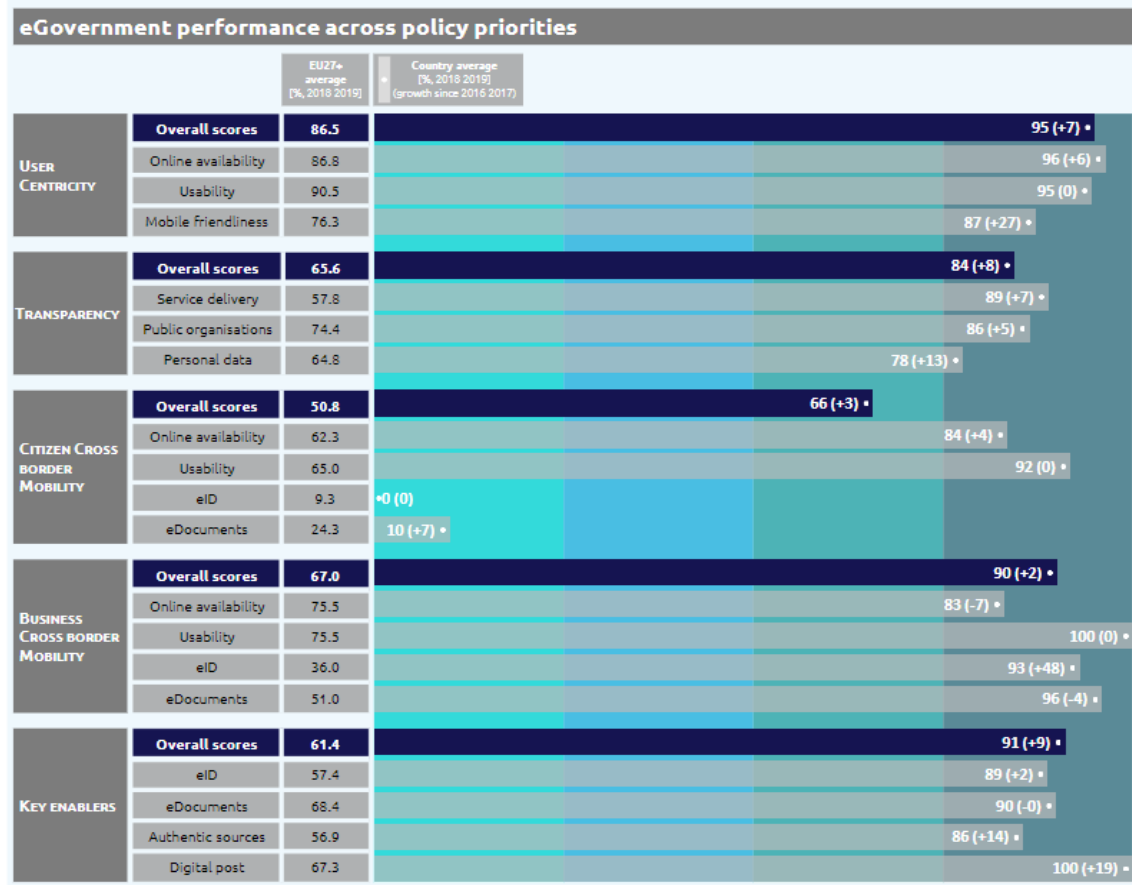 eGovernment performance across policy priorities
EU27+
average
[%, 2018 2019]
Country average
[%, 2018 2019]
(growth since 2016 2017)
USER
CENTRICITY
Overall scores 86.5 95 (+7)
Online availability 86.8 96 (+6)
Usability 90.5 95 (0)
Mobile friendliness 76.3 87 (+27)
TRANSPARENCY
Overall scores 65.6 84 (+8)
Service delivery 57.8 89 (+7)
Public organisations 74.4 86 (+5)
Personal data 64.8 78 (+13)
CITIZEN CROSS
BORDER
MOBILITY
Overall scores 50.8 66 (+3)
Online availability 62.3 84 (+4)
Usability 65.0 92 (0)
eID 9.3 0 (0)
eDocuments 24.3 10 (+7)
BUSINESS
CROSS BORDER
MOBILITY
Overall scores 67.0 90 (+2)
Online availability 75.5 83 (-7)
Usability 75.5 100 (0)
eID 36.0 93 (+48)
eDocuments 51.0 96 (-4)
KEY ENABLERS
Overall scores 61.4 91 (+9)
eID 57.4 89 (+2)
eDocuments 68.4 90 (-0)
Authentic sources 56.9 86 (+14)
Digital post 67.3 100 (+19)